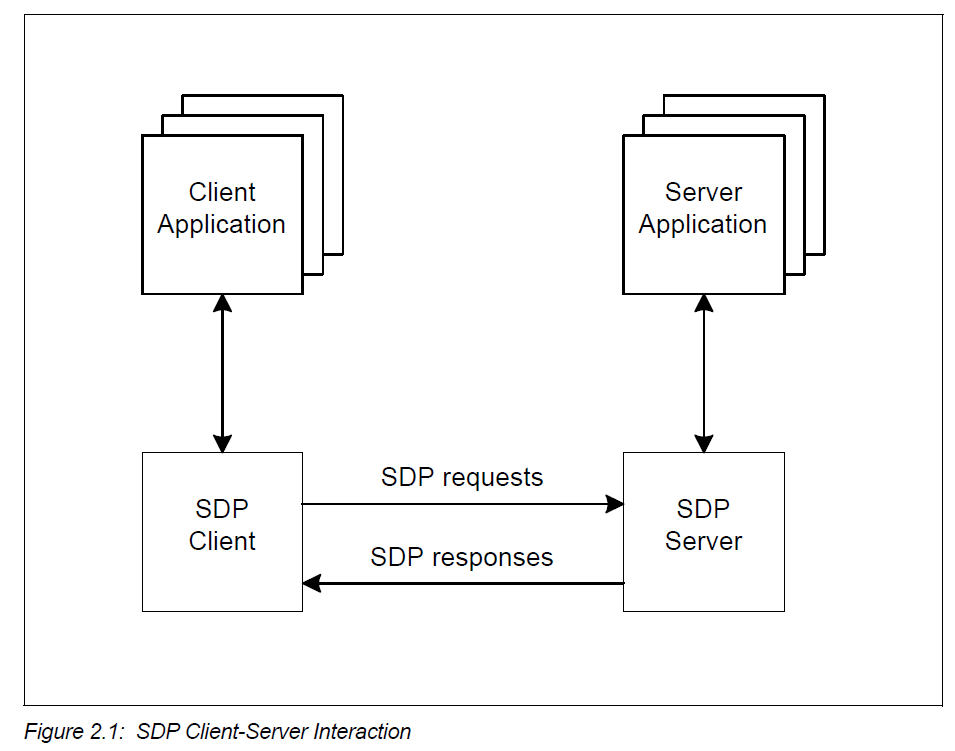 Client
Application
Server
Application
SDP requests
SDP
Client
SDP
Server
SDP responses
Figure 2.1: SDP Client-Server Interaction